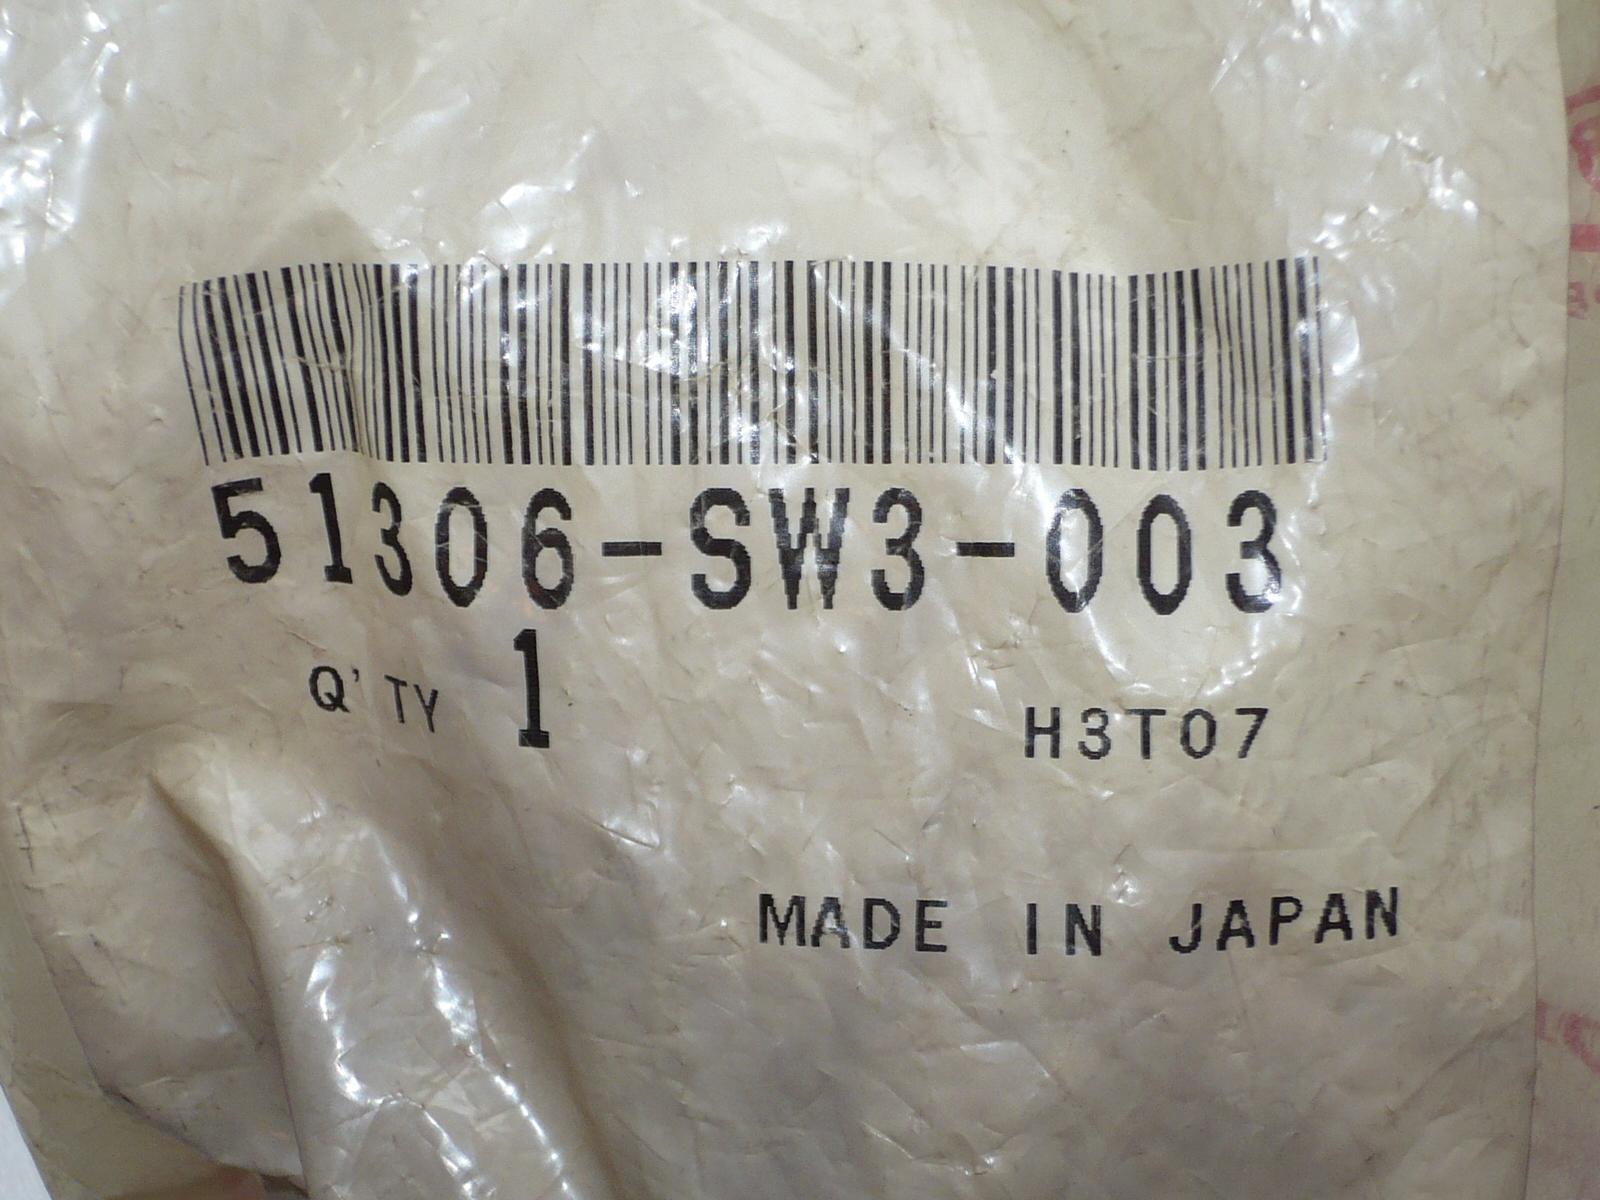 51306-SW3-003
Q'TY 1
H3T07
MADE IN JAPAN